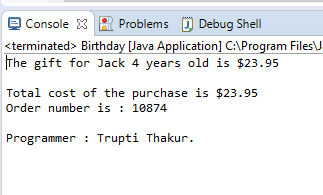 Console Problems Debug Shell
<terminated> Birthday [Java Application] C:\Program Files\J
The gift for Jack 4 years old is $23.95
Total cost of the purchase is $23.95
Order number is : 10874
Programmer : Trupti Thakur.